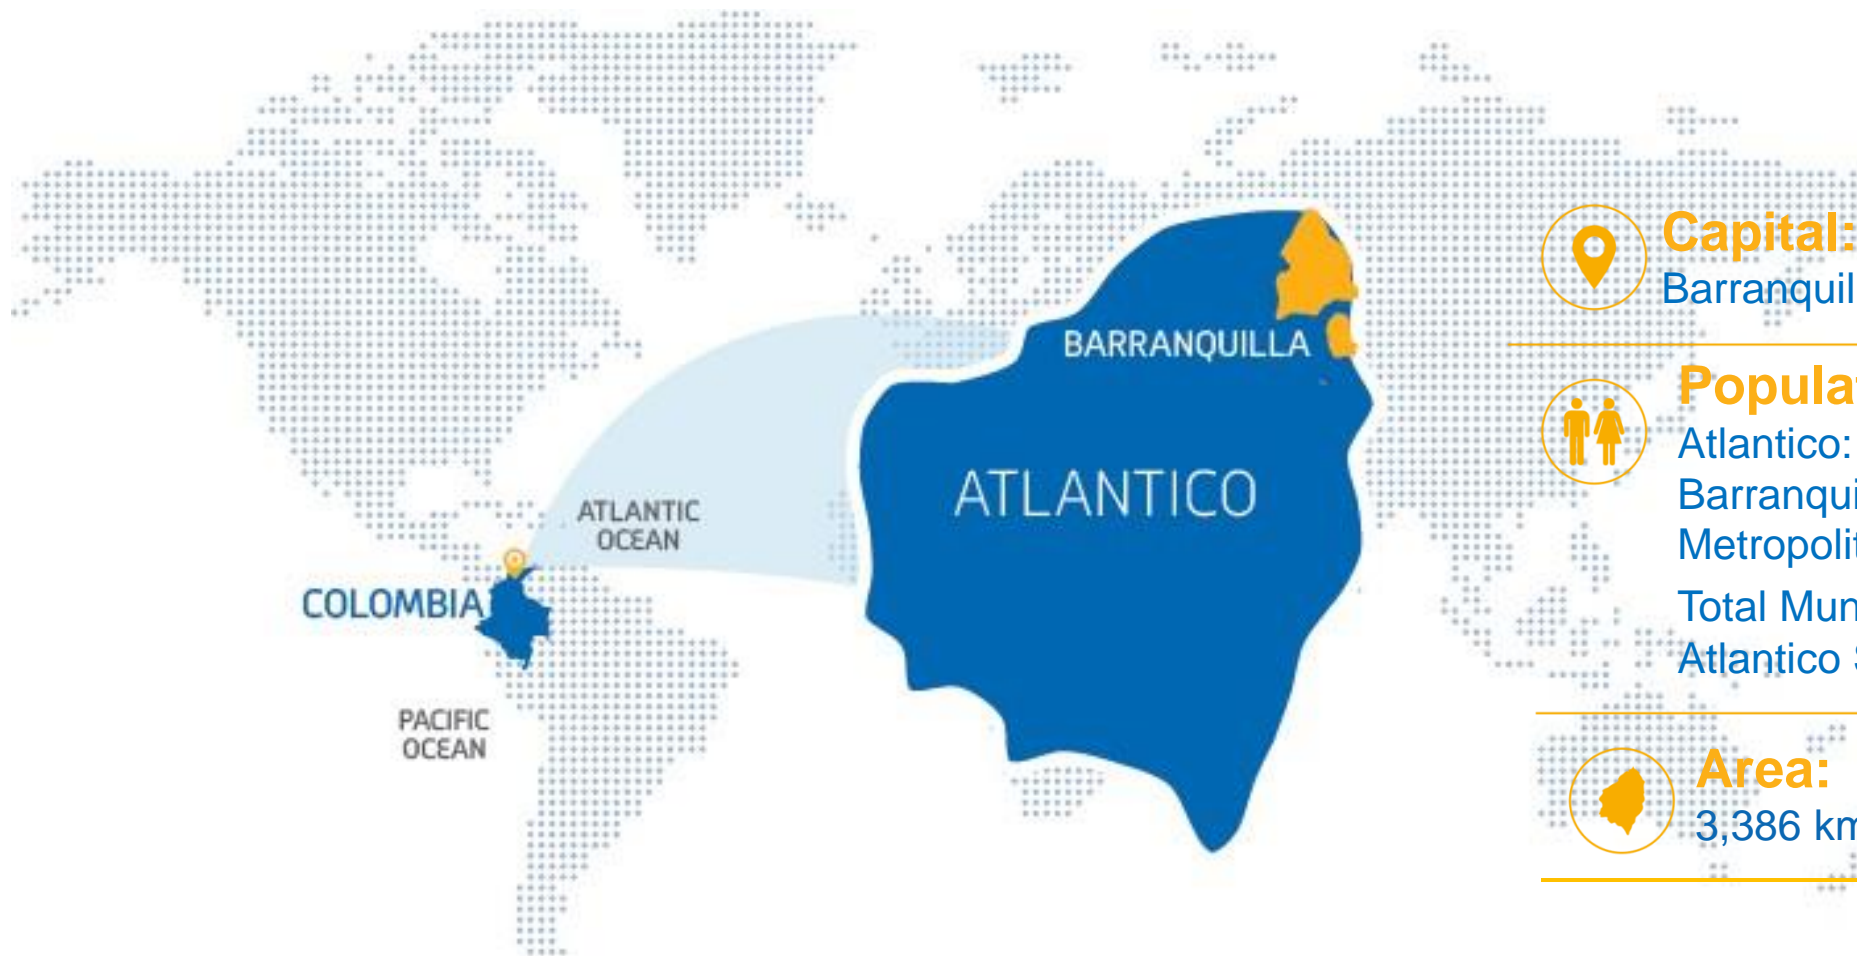 BARRANQUILLA
ATLANTICO
ATLANTIC
OCEAN
COLOMBIA
PACIFIC
OCEAN
Capital:
Barranquil
Populat
Atlantico:
Barranqui
Metropolit
Total Mun
Atlantico S
Area:
3,386 km